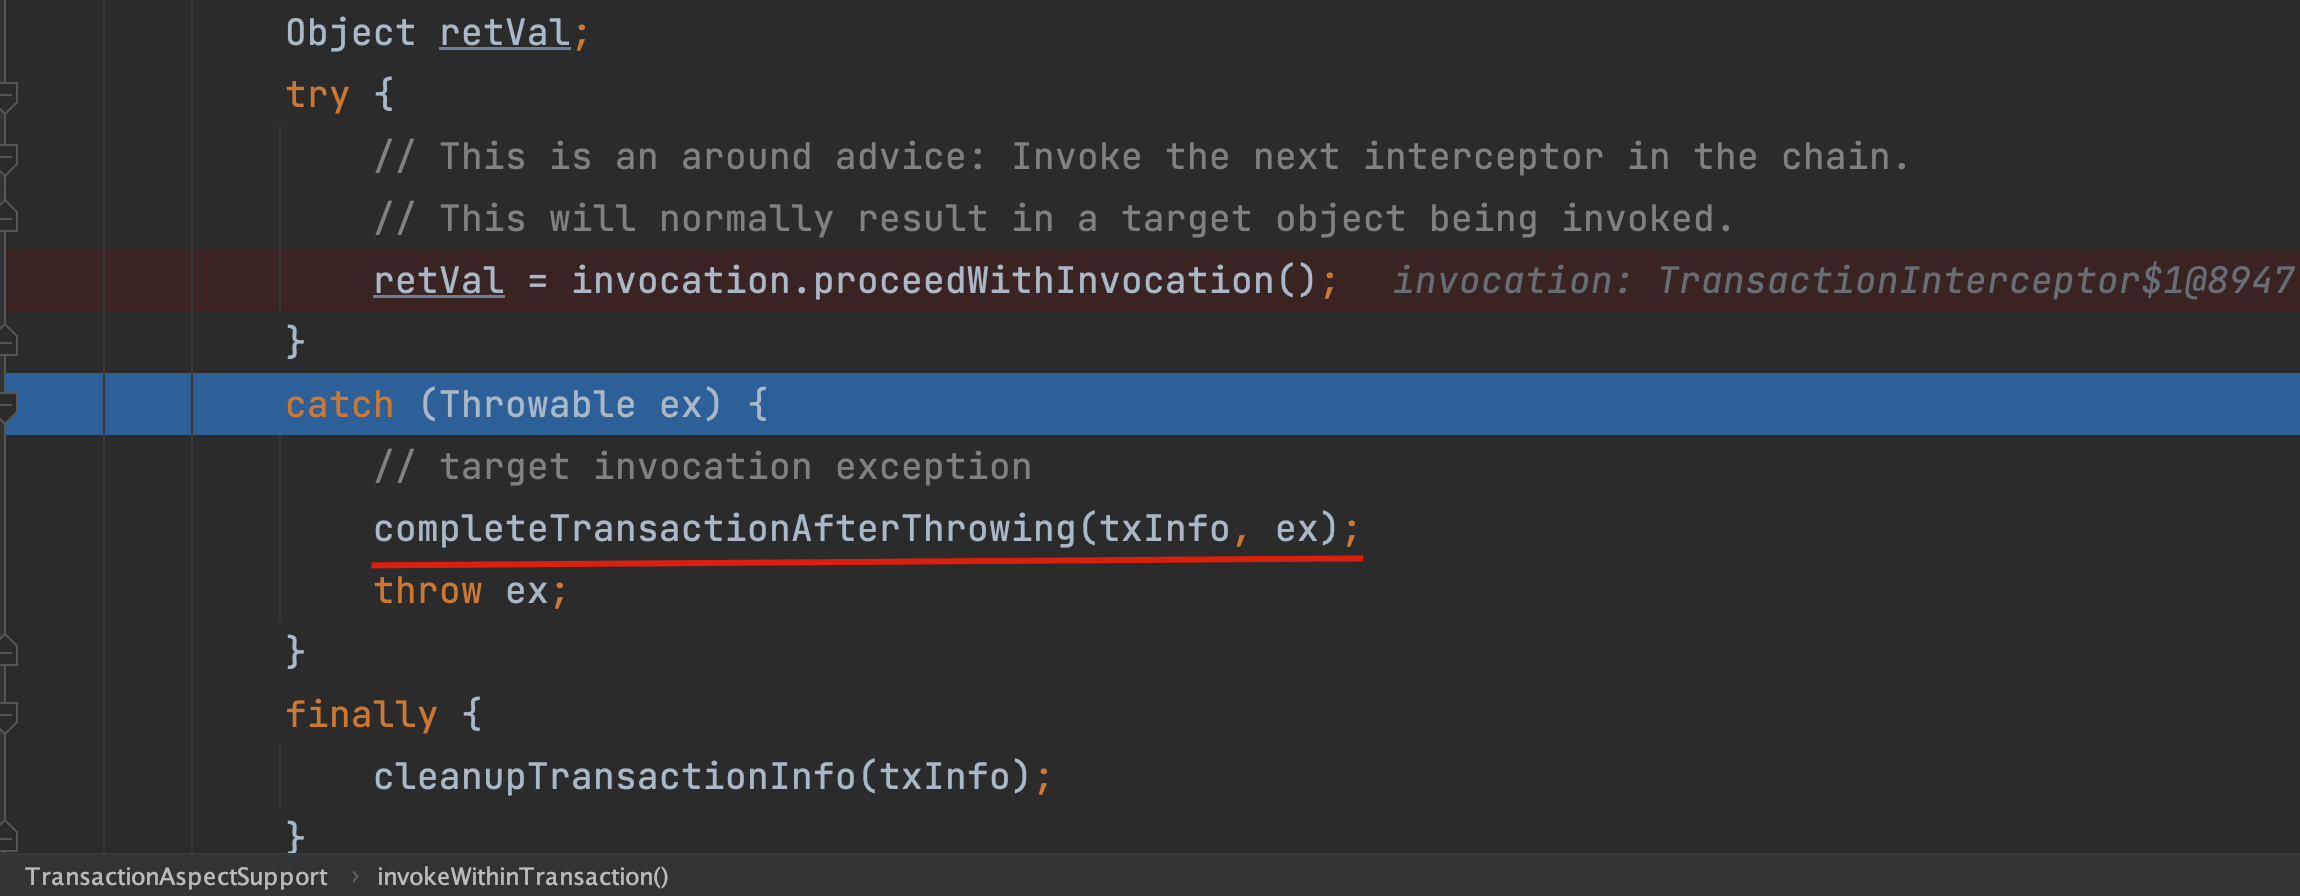 Object retVal;
try {
// This is an around advice: Invoke the next interceptor in the chain.
// This will normally result in a target object being invoked.
retVal = invocation.proceedWithInvocation(); invocation: TransactionInterceptor$1@8947
}
catch (Throwable ex) {
// target invocation exception
completeTransactionAfterThrowing(txInfo, ex);
throw ex;
}
finally {
cleanupTransactionInfo(txInfo);
}
TransactionAspectSupport › invokeWithinTransaction()